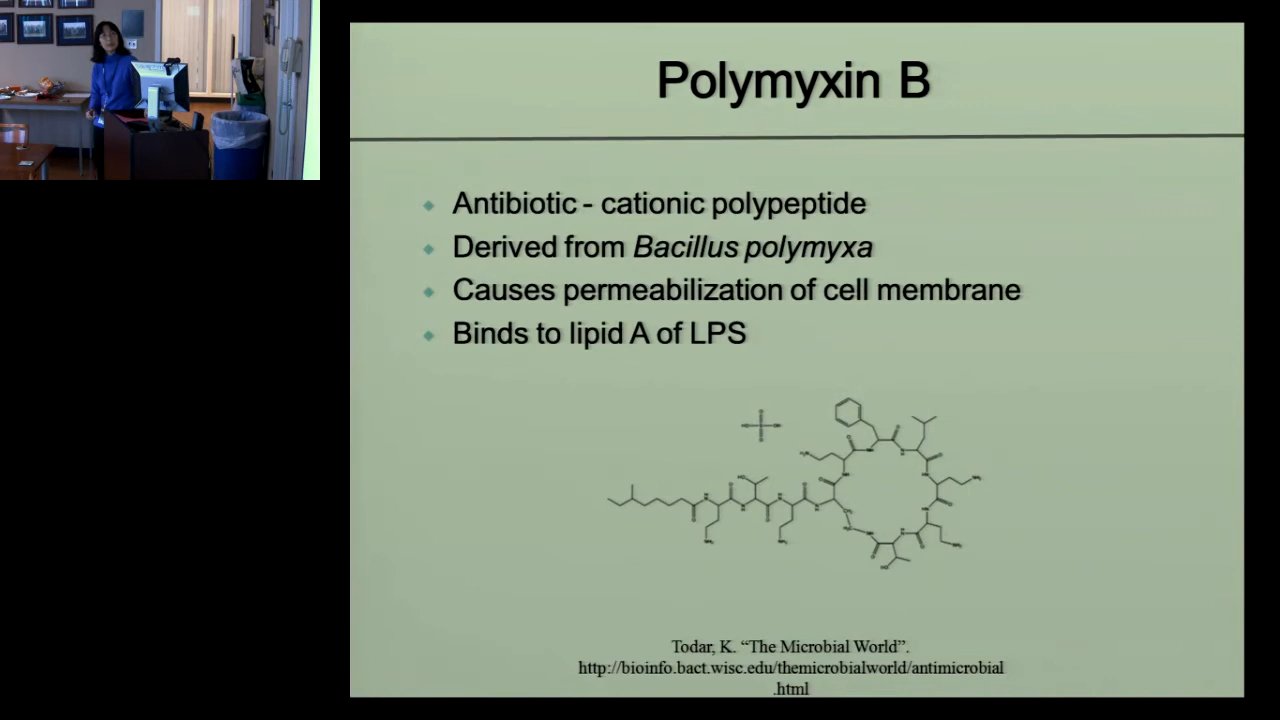 Polymyxin B
Antibiotic - cationic polypeptide
Derived from Bacillus polymyxa
Causes permeabilization of cell membrane
Binds to lipid A of LPS
Todar, K. “The Microbial World”.
http://bioinfo.bact.wisc.edu/themicrobialworld/antimicrobial
.html